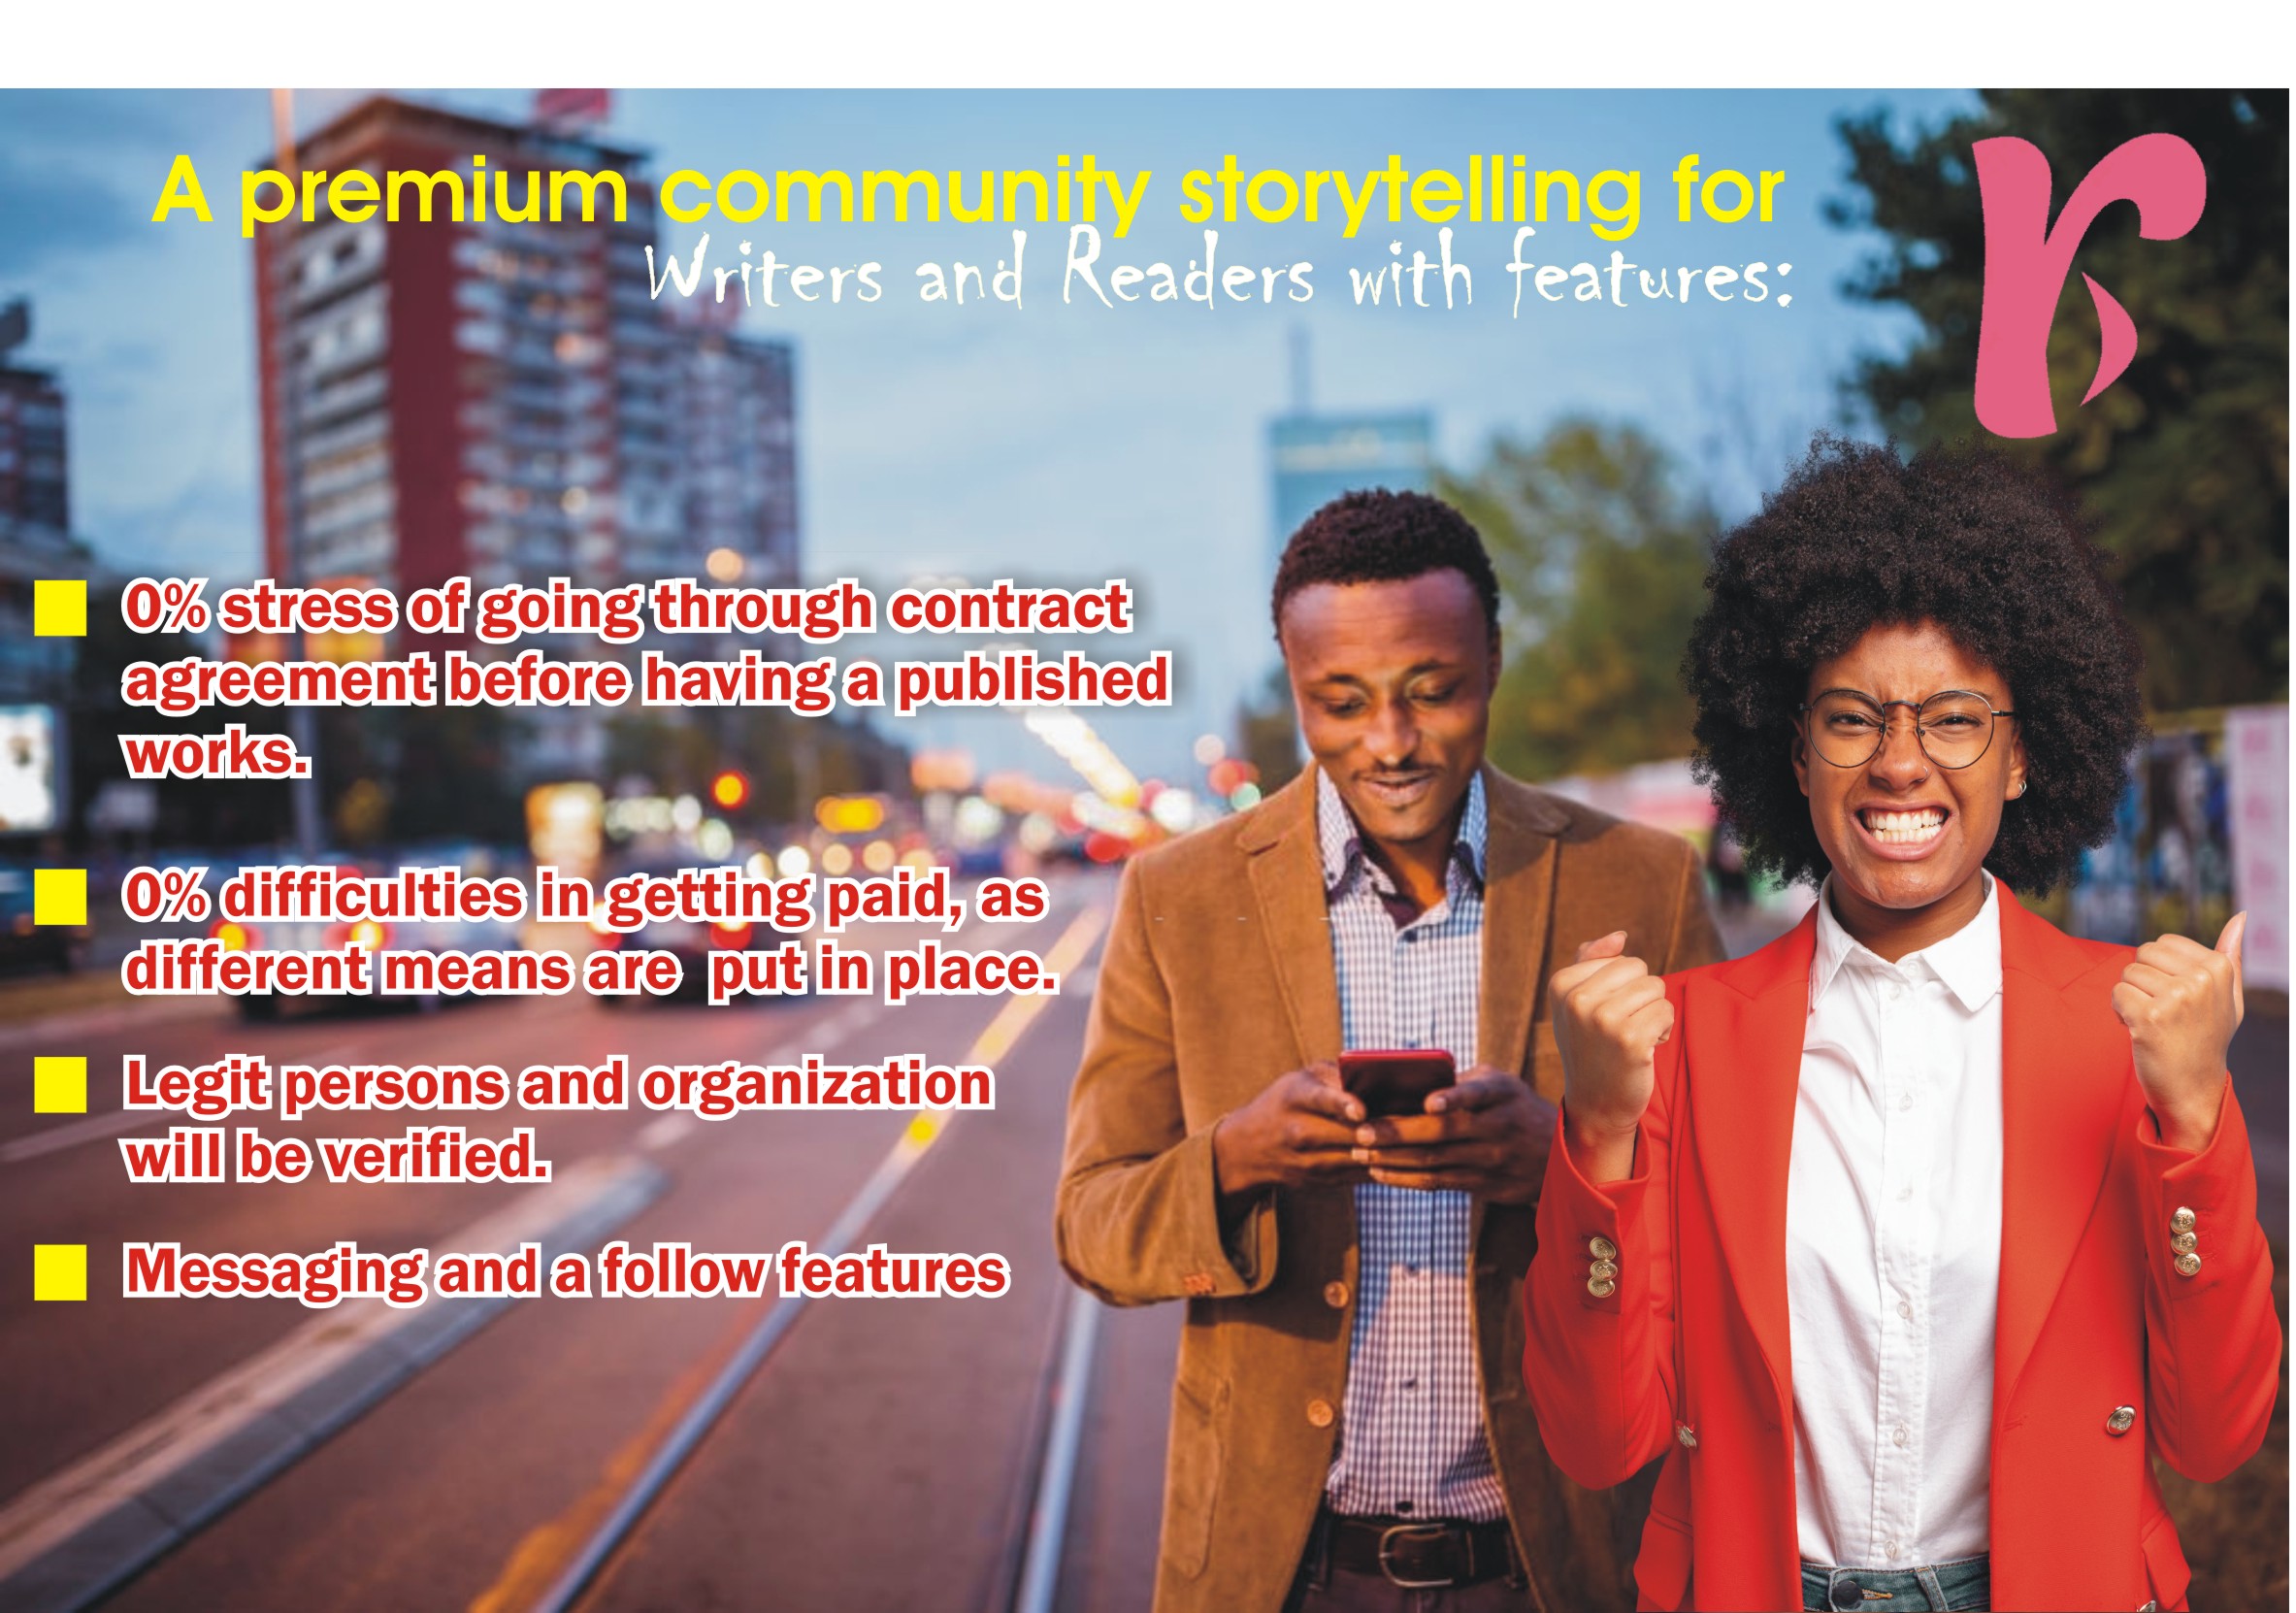 A premium community storytelling for
Writers and Readers with features:
0% stress of going through contract
agreement before having a published
works.
0% difficulties in getting paid, as
different means are put in place.
Legit persons and organization
will be verified.
Messaging and a follow features